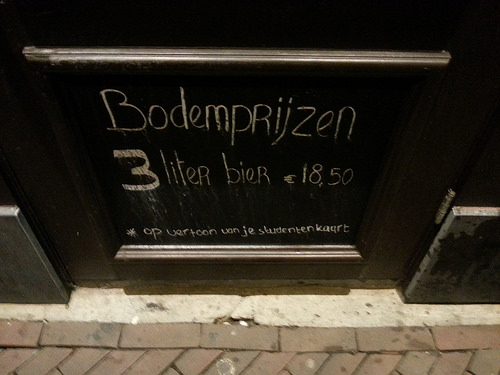 Bodemprijzen
3 liter bier € 18,50
* op vertoon van je studentenkaart